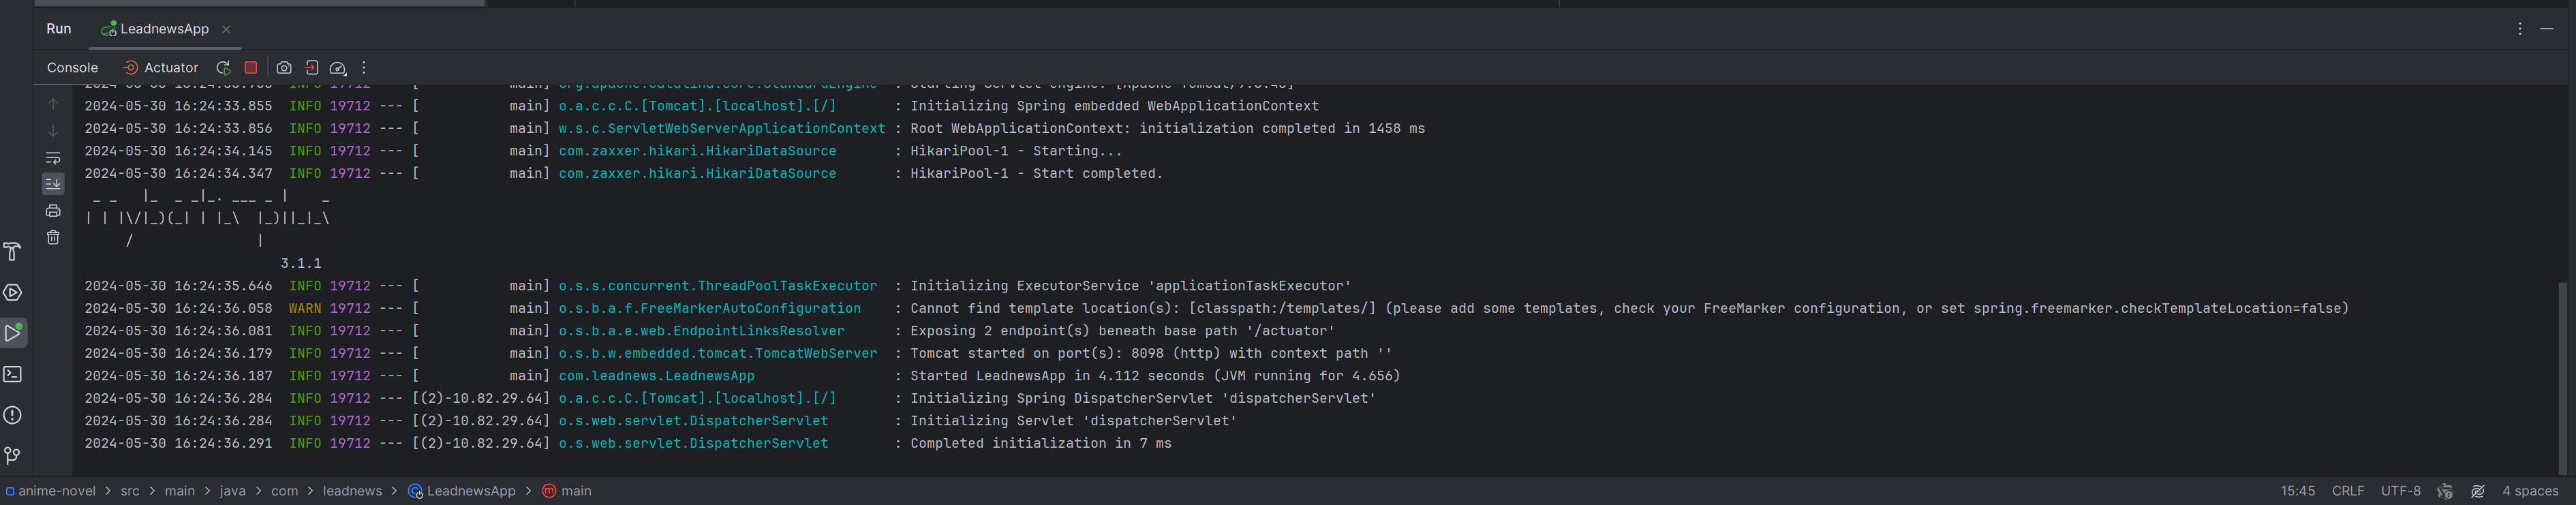 Run LeadnewsApp
Console Actuator
2024-05-30 16:24:33.855  INFO 19712 --- [           main] o.a.c.c.C.[Tomcat].[localhost].[/]       : Initializing Spring embedded WebApplicationContext
2024-05-30 16:24:33.856  INFO 19712 --- [           main] w.s.c.ServletWebServerApplicationContext : Root WebApplicationContext: initialization completed in 1458 ms
2024-05-30 16:24:34.145  INFO 19712 --- [           main] com.zaxxer.hikari.HikariDataSource       : HikariPool-1 - Starting...
2024-05-30 16:24:34.347  INFO 19712 --- [           main] com.zaxxer.hikari.HikariDataSource       : HikariPool-1 - Start completed.
 _ _   |_  _ _|_. ___ _ |    _
| | |\/|_)(_| | |_\  |_)||_|_\
     /               |
                        3.1.1
2024-05-30 16:24:35.646  INFO 19712 --- [           main] o.s.s.concurrent.ThreadPoolTaskExecutor  : Initializing ExecutorService 'applicationTaskExecutor'
2024-05-30 16:24:36.058  WARN 19712 --- [           main] o.s.b.a.f.FreeMarkerAutoConfiguration    : Cannot find template location(s): [classpath:/templates/] (please add some templates, check your FreeMarker configuration, or set spring.freemarker.checkTemplateLocation=false)
2024-05-30 16:24:36.081  INFO 19712 --- [           main] o.s.b.a.e.web.EndpointLinksResolver      : Exposing 2 endpoint(s) beneath base path '/actuator'
2024-05-30 16:24:36.179  INFO 19712 --- [           main] o.s.b.w.embedded.tomcat.TomcatWebServer  : Tomcat started on port(s): 8098 (http) with context path ''
2024-05-30 16:24:36.187  INFO 19712 --- [           main] com.leadnews.LeadnewsApp                 : Started LeadnewsApp in 4.112 seconds (JVM running for 4.656)
2024-05-30 16:24:36.284  INFO 19712 --- [(2)-10.82.29.64] o.a.c.c.C.[Tomcat].[localhost].[/]       : Initializing Spring DispatcherServlet 'dispatcherServlet'
2024-05-30 16:24:36.284  INFO 19712 --- [(2)-10.82.29.64] o.s.web.servlet.DispatcherServlet        : Initializing Servlet 'dispatcherServlet'
2024-05-30 16:24:36.291  INFO 19712 --- [(2)-10.82.29.64] o.s.web.servlet.DispatcherServlet        : Completed initialization in 7 ms
anime-novel > src > main > java > com > leadnews > LeadnewsApp > main 15:45 CRLF UTF-8 4 spaces